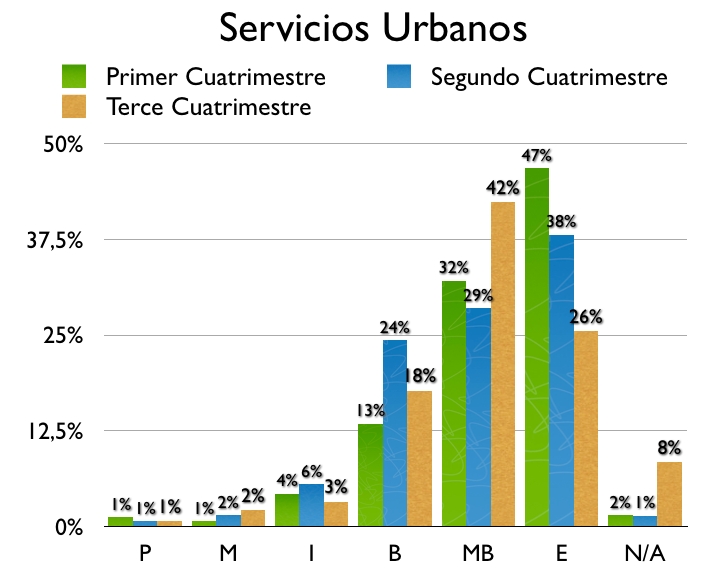 Servicios Urbanos
Primer Cuatrimestre
Segundo Cuatrimestre
Terce Cuatrimestre
50%
37,5%
25%
12,5%
0%
1% 1% 1%
1% 2% 2%
4% 6% 3%
13% 24% 18%
32% 29% 42%
47% 38% 26%
2% 1% 8%
P M I B MB E N/A